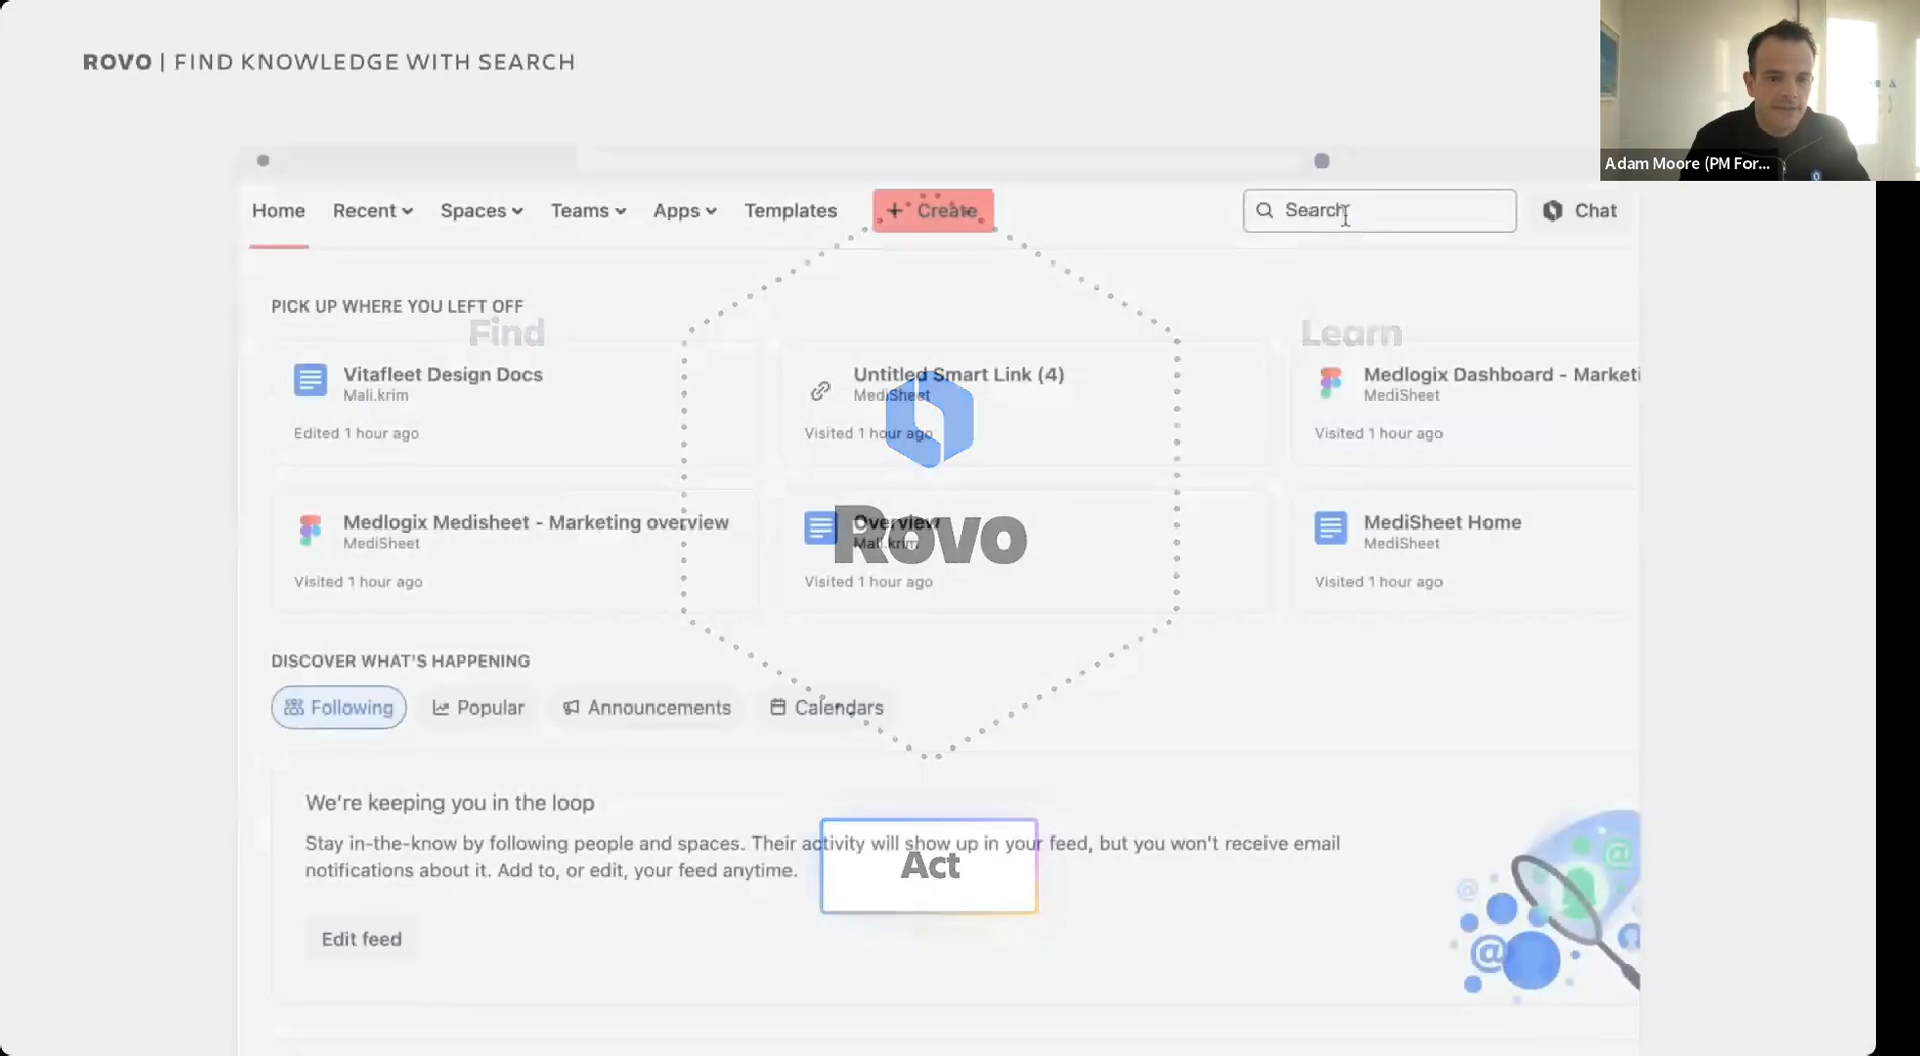 ROVO | FIND KNOWLEDGE WITH SEARCH
Adam Moore (PM For...
Home Recent Spaces Teams Apps Templates + Create Search Chat
PICK UP WHERE YOU LEFT OFF
Find Learn
Vitafleet Design Docs
Mali.krim
Edited 1 hour ago
Untitled Smart Link (4)
MediSheet
Visited 1 hour ago
Medlogix Dashboard - Marketi
MediSheet
Visited 1 hour ago
Medlogix Medisheet - Marketing overview
MediSheet
Visited 1 hour ago
Overview
Mali.krim
Visited 1 hour ago
Rovo
MediSheet Home
MediSheet
Visited 1 hour ago
DISCOVER WHAT'S HAPPENING
Following Popular Announcements Calendars
We're keeping you in the loop
Stay in-the-know by following people and spaces. Their activity will show up in your feed, but you won't receive email
notifications about it. Add to, or edit, your feed anytime.
Act
Edit feed